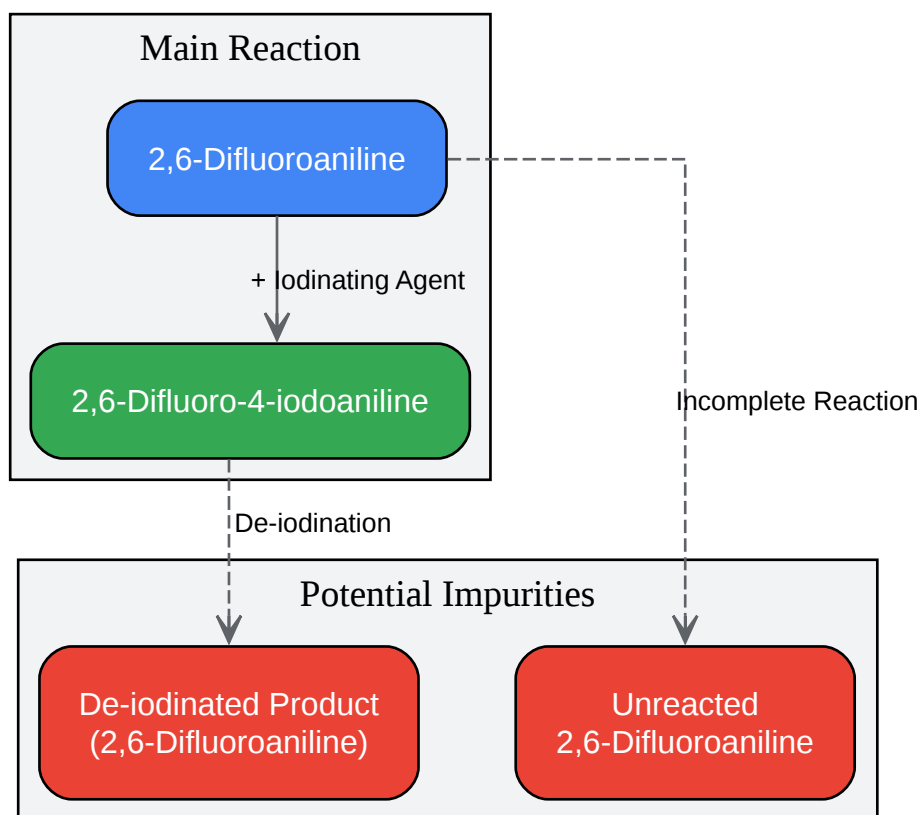 Main Reaction
2,6-Difluoroaniline
+ Iodinating Agent
2,6-Difluoro-4-iodoaniline
Incomplete Reaction
De-iodination
Potential Impurities
De-iodinated Product
(2,6-Difluoroaniline)
Unreacted
2,6-Difluoroaniline